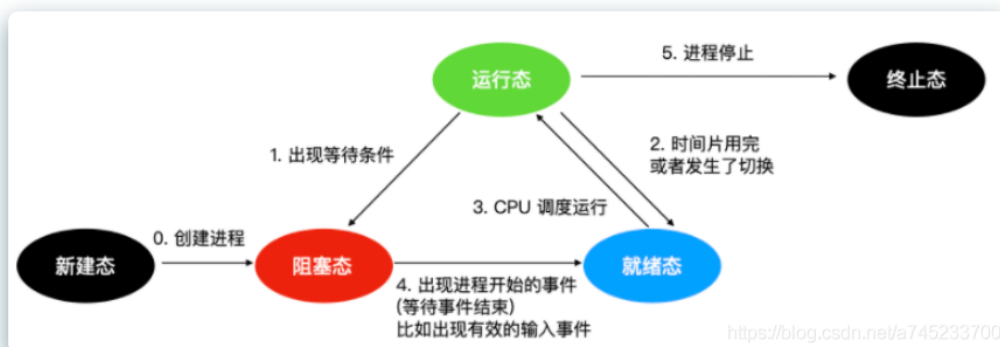 5. 进程停止
运行态
终止态
1. 出现等待条件
2. 时间片用完
或者发生了切换
3. CPU 调度运行
0. 创建进程
新建态
阻塞态
就绪态
4. 出现进程开始的事件
(等待事件结束)
比如出现有效的输入事件
https://blog.csdn.net/a745233700